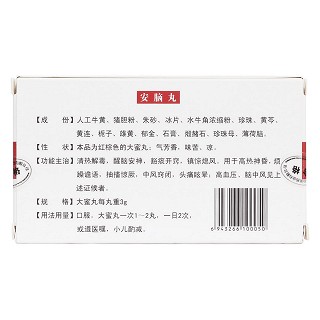 安脑丸
【成　份】人工牛黄、猪胆粉、朱砂、冰片、水牛角浓缩粉、珍珠、黄芩、
黄连、栀子、雄黄、郁金、石膏、煅赭石、珍珠母、薄荷脑。
【性　状】本品为红棕色的大蜜丸；气芳香，味苦、凉。
【功能主治】清热解毒，醒脑安神，豁痰开窍，镇惊熄风。用于高热神昏，烦
躁谵语，抽搐惊厥，中风窍闭，头痛眩晕；高血压、脑中风见上
述证候者。
【规　格】大蜜丸每丸重3g
【用法用量】口服，大蜜丸一次1~2丸，一日2次，
或遵医嘱，小儿酌减。
6943266100050